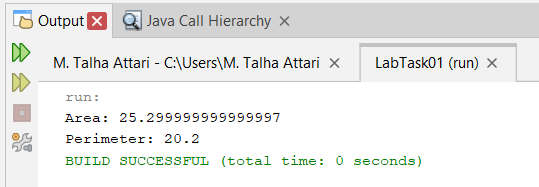 Output Java Call Hierarchy
M. Talha Attari - C:\Users\M. Talha Attari LabTask01 (run)
run:
Area: 25.299999999999997
Perimeter: 20.2
BUILD SUCCESSFUL (total time: 0 seconds)